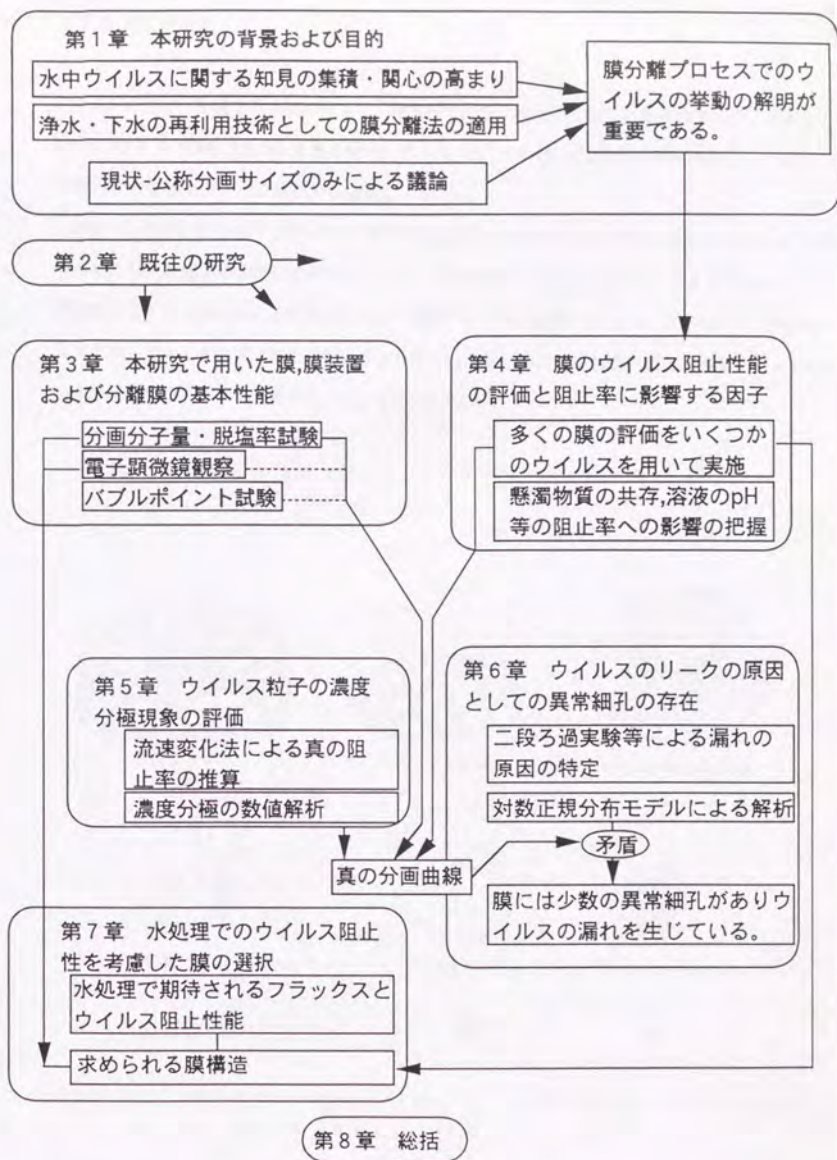 第1章 本研究の背景および目的
水中ウイルスに関する知見の集積・関心の高まり
浄水・下水の再利用技術としての膜分離法の適用
現状-公称分画サイズのみによる議論
膜分離プロセスでのウ
イルスの挙動の解明が
重要である。
第2章 既往の研究
第3章 本研究で用いた膜,膜装置
および分離膜の基本性能
分画分子量・脱塩率試験
電子顕微鏡観察
バブルポイント試験
第4章 膜のウイルス阻止性能
の評価と阻止率に影響する因子
多くの膜の評価をいくつか
のウイルスを用いて実施
懸濁物質の共存,溶液のpH
等の阻止率への影響の把握
第5章 ウイルス粒子の濃度
分極現象の評価
流速変化法による真の阻
止率の推算
濃度分極の数値解析
真の分画曲線
第6章 ウイルスのリークの原因
としての異常細孔の存在
二段ろ過実験等による漏れの
原因の特定
対数正規分布モデルによる解析
矛盾
膜には少数の異常細孔がありウ
イルスの漏れを生じている。
第7章 水処理でのウイルス阻止
性を考慮した膜の選択
水処理で期待されるフラックスと
ウイルス阻止性能
求められる膜構造
第8章 総括